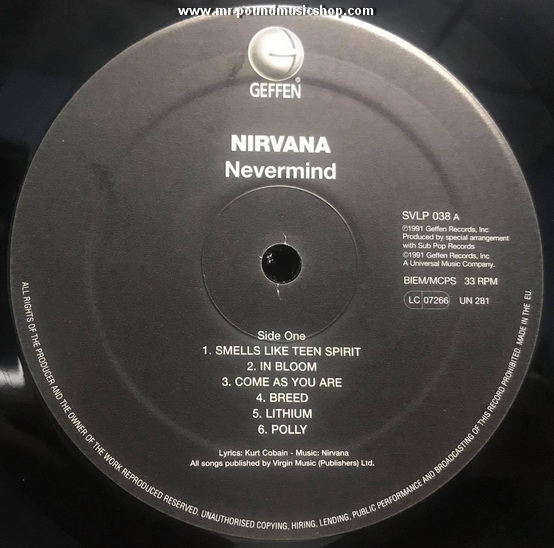 www.mr-poundmusicshop.com
GEFFEN®
NIRVANA
Nevermind
SVLP 038 A
℗1991 Geffen Records, Inc
Produced by special arrangement
with Sub Pop Records
©1991 Geffen Records, Inc
A Universal Music Company.
BIEM/MCPS 33 RPM
LC 07266 UN 281
Side One
1. SMELLS LIKE TEEN SPIRIT
2. IN BLOOM
3. COME AS YOU ARE
4. BREED
5. LITHIUM
6. POLLY
Lyrics: Kurt Cobain - Music: Nirvana
All songs published by Virgin Music (Publishers) Ltd.
ALL RIGHTS OF THE PRODUCER AND THE OWNER OF THE WORK REPRODUCED RESERVED. UNAUTHORISED COPYING, HIRING, LENDING, PUBLIC PERFORMANCE AND BROADCASTING OF THIS RECORD PROHIBITED. MADE IN THE EU.